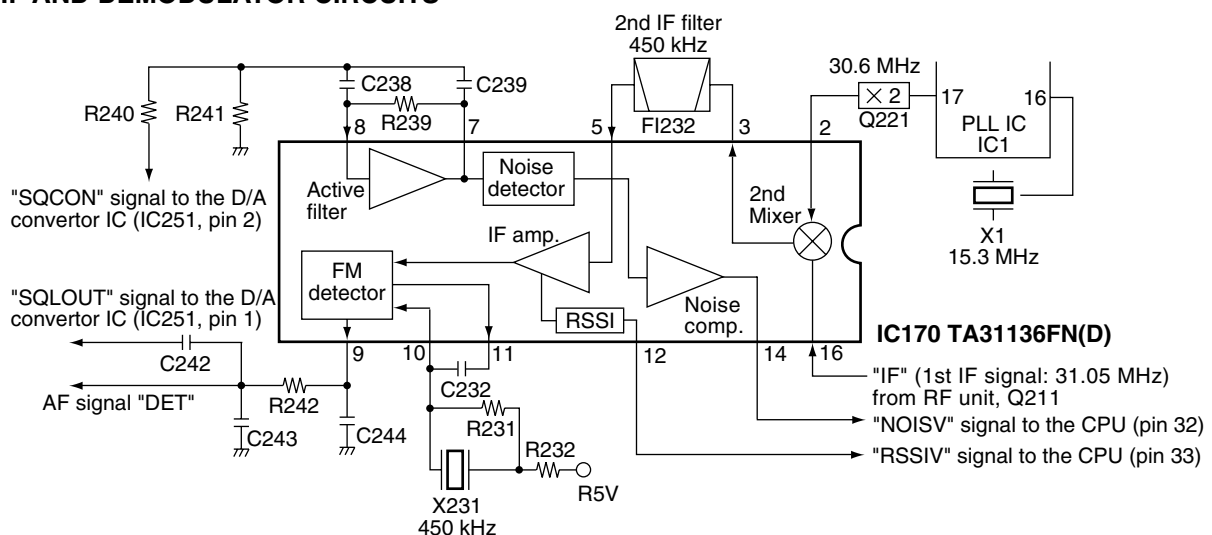 IF AND DEMODULATOR CIRCUITS
2nd IF filter
450 kHz
30.6 MHz
C238
C239
R240
R241
R239
FI232
× 2
Q221
17
16
PLL IC
IC1
8
7
5
3
2
X1
15.3 MHz
"SQCON" signal to the D/A
convertor IC (IC251, pin 2)
Active
filter
Noise
detector
2nd
Mixer
IF amp.
FM
detector
RSSI
Noise
comp.
"SQLOUT" signal to the D/A
convertor IC (IC251, pin 1)
IC170 TA31136FN(D)
9
10
11
12
14
16
C242
AF signal "DET"
R242
C243
C244
C232
R231
R232
R5V
X231
450 kHz
"IF" (1st IF signal: 31.05 MHz)
from RF unit, Q211
"NOISV" signal to the CPU (pin 32)
"RSSIV" signal to the CPU (pin 33)